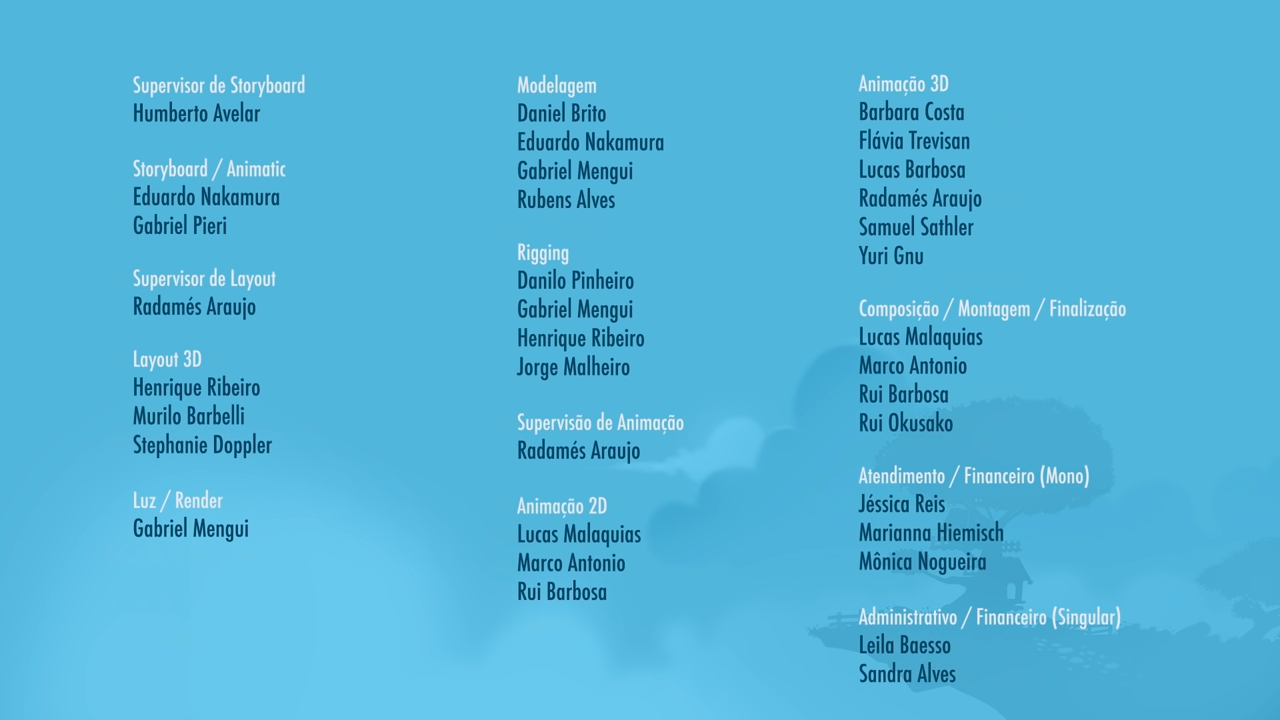 Supervisor de Storyboard
Humberto Avelar
Storyboard / Animatic
Eduardo Nakamura
Gabriel Pieri
Supervisor de Layout
Radamés Araujo
Layout 3D
Henrique Ribeiro
Murilo Barbelli
Stephanie Doppler
Luz / Render
Gabriel Mengui
Modelagem
Daniel Brito
Eduardo Nakamura
Gabriel Mengui
Rubens Alves
Rigging
Danilo Pinheiro
Gabriel Mengui
Henrique Ribeiro
Jorge Malheiro
Supervisão de Animação
Radamés Araujo
Animação 2D
Lucas Malaquias
Marco Antonio
Rui Barbosa
Animação 3D
Barbara Costa
Flávia Trevisan
Lucas Barbosa
Radamés Araujo
Samuel Sathler
Yuri Gnu
Composição / Montagem / Finalização
Lucas Malaquias
Marco Antonio
Rui Barbosa
Rui Okusako
Atendimento / Financeiro (Mono)
Jéssica Reis
Marianna Hiemisch
Mônica Nogueira
Administrativo / Financeiro (Singular)
Leila Baesso
Sandra Alves